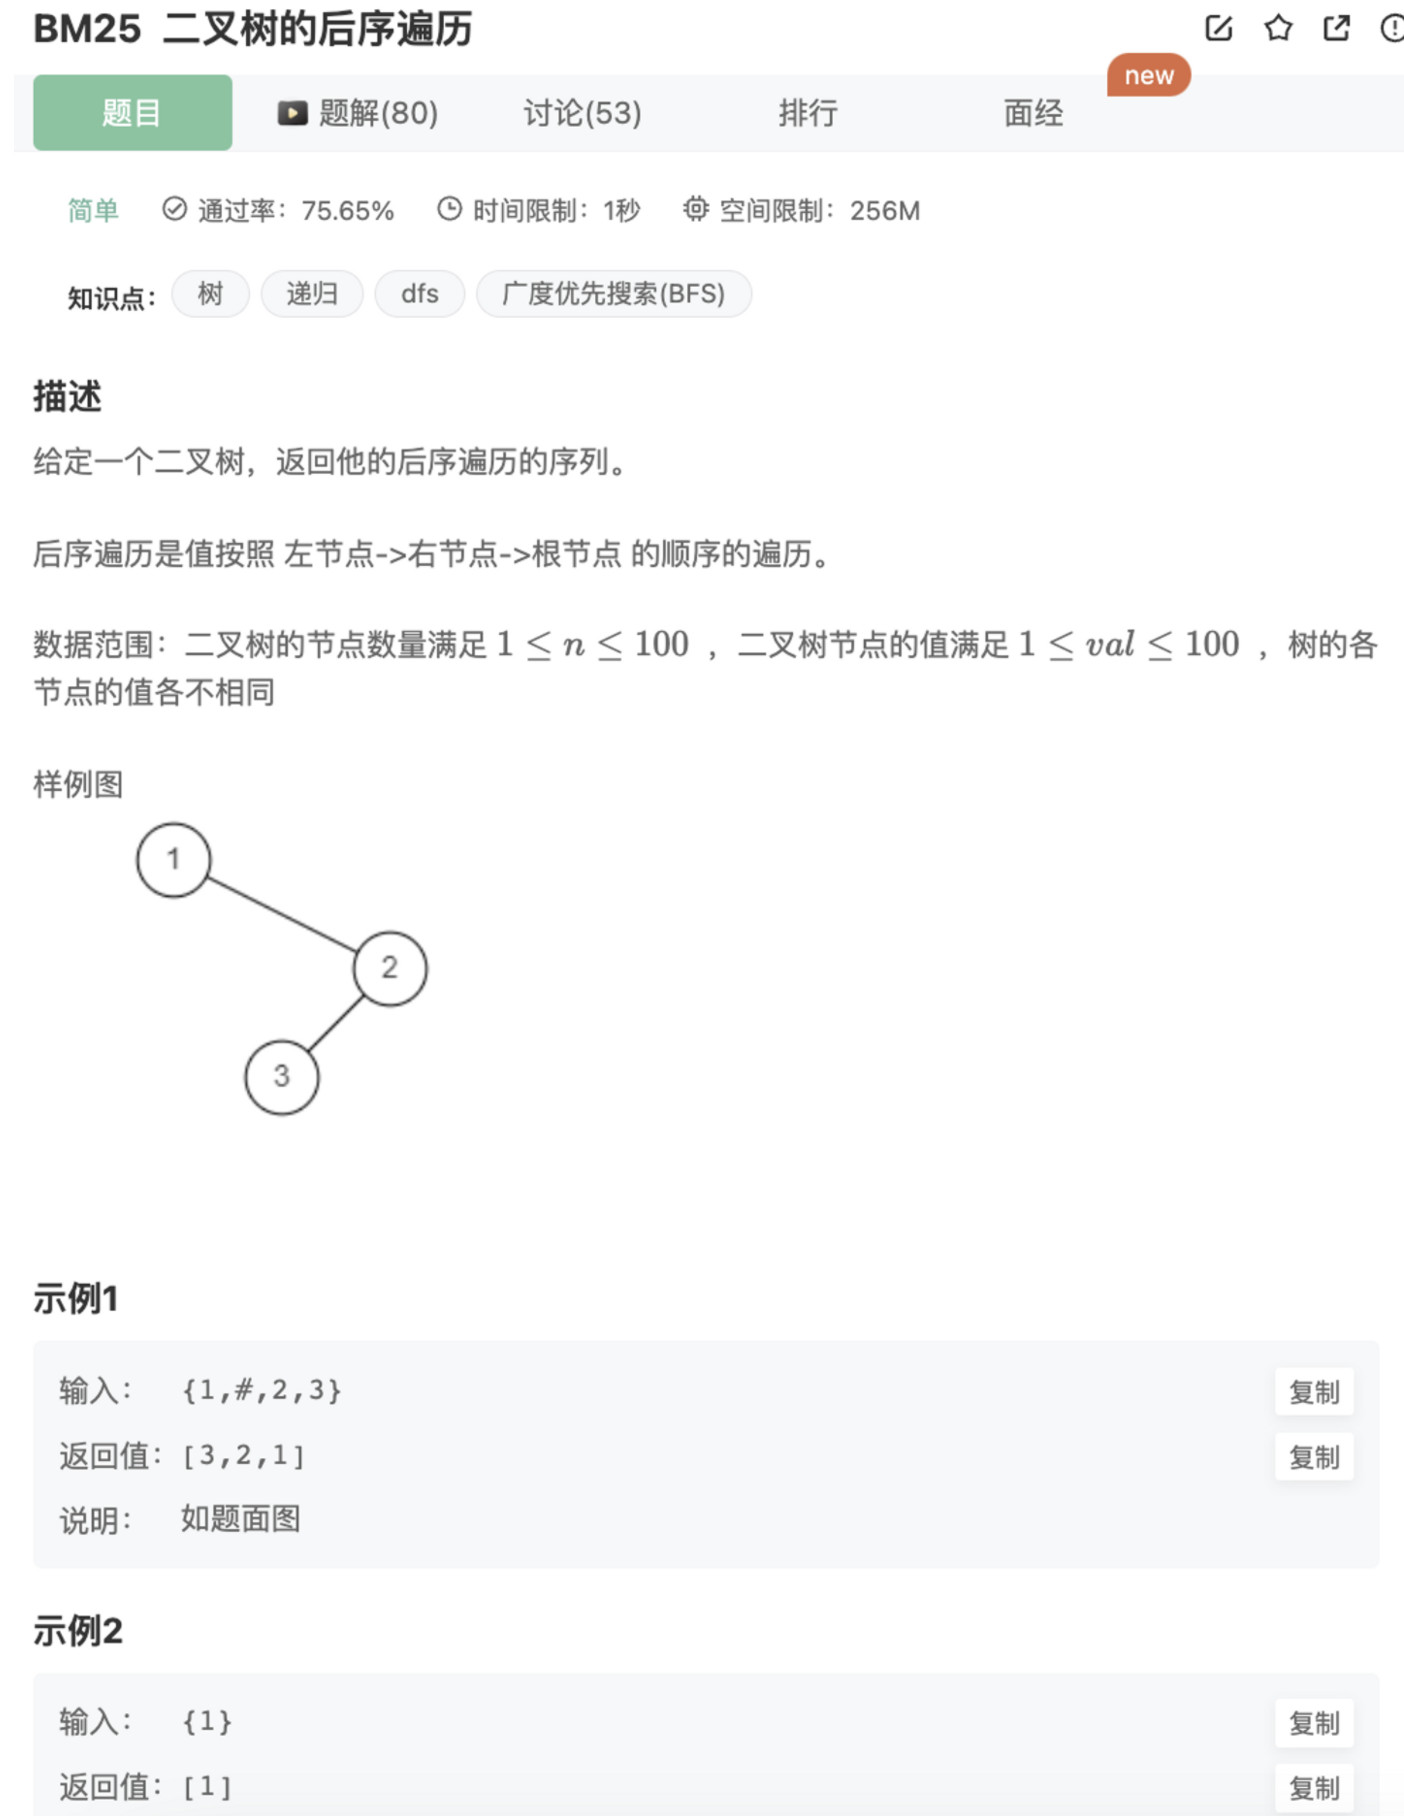 BM25 二叉树的后序遍历
new
题目 题解(80) 讨论(53) 排行 面经
简单 通过率：75.65% 时间限制：1秒 空间限制：256M
知识点： 树 递归 dfs 广度优先搜索(BFS)
描述
给定一个二叉树，返回他的后序遍历的序列。
后序遍历是值按照 左节点->右节点->根节点 的顺序的遍历。
数据范围：二叉树的节点数量满足 1 ≤ n ≤ 100 ，二叉树节点的值满足 1 ≤ val ≤ 100 ，树的各
节点的值各不相同
样例图
1
2
3
示例1
输入： {1,#,2,3} 复制
返回值：[3,2,1] 复制
说明： 如题面图
示例2
输入： {1} 复制
返回值：[1] 复制